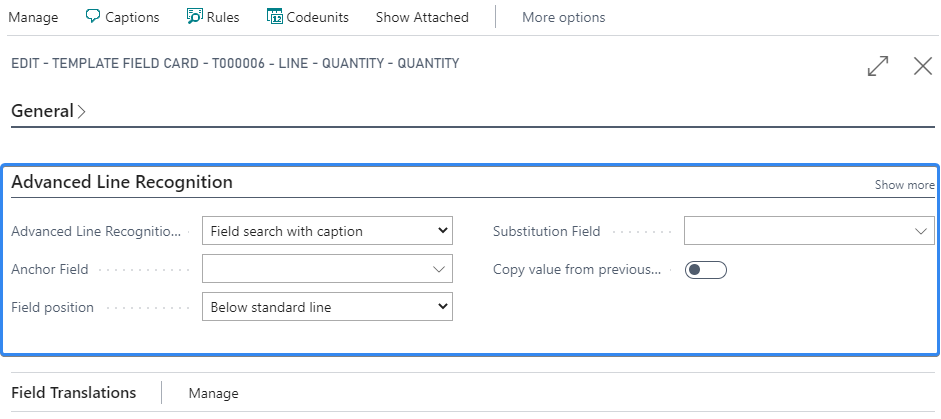 Manage Captions Rules Codeunits Show Attached More options
EDIT - TEMPLATE FIELD CARD - T000006 - LINE - QUANTITY - QUANTITY
General
Advanced Line Recognition Show more
Advanced Line Recognitio... Field search with caption Substitution Field
Anchor Field Copy value from previous...
Field position Below standard line
Field Translations Manage